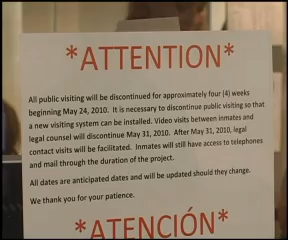 *ATTENTION*
All public visiting will be discontinued for approximately four (4) weeks
beginning May 24, 2010. It is necessary to discontinue public visiting so that
a new visiting system can be installed. Video visits between inmates and
legal counsel will discontinue May 31, 2010. After May 31, 2010, legal
contact visits will be facilitated. Inmates will still have access to telephones
and mail through the duration of the project.
All dates are anticipated dates and will be updated should they change.
We thank you for your patience.
*ATENCIÓN*